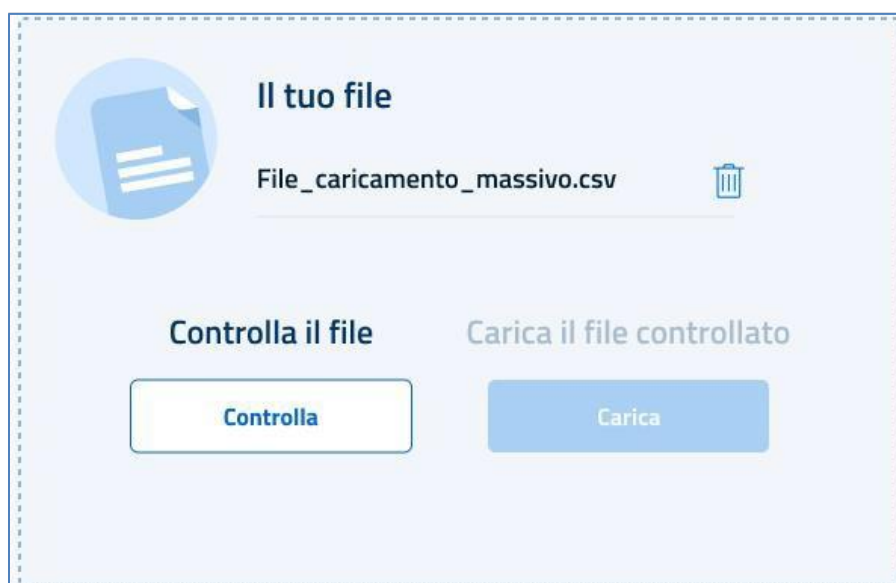 Il tuo file
File_caricamento_massivo.csv
Controlla il file
Carica il file controllato
Controlla
Carica